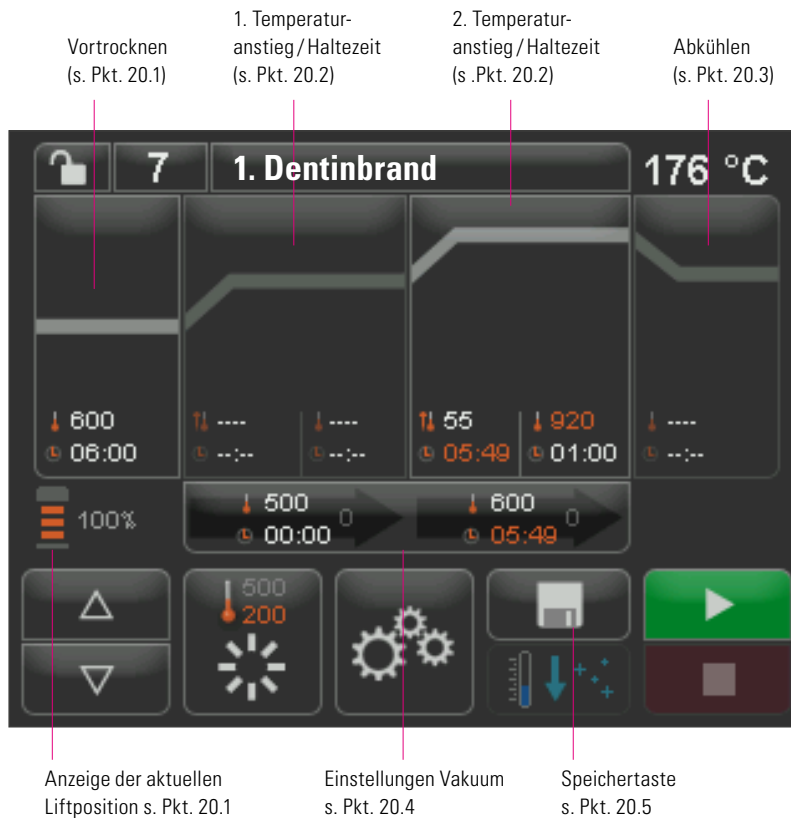 Vortrocknen
(s. Pkt. 20.1)
1. Temperatur-
anstieg / Haltezeit
(s. Pkt. 20.2)
2. Temperatur-
anstieg / Haltezeit
(s .Pkt. 20.2)
Abkühlen
(s. Pkt. 20.3)
7
1. Dentinbrand
176 °C
600
06:00
----
--:--
----
--:--
55
05:49
920
01:00
----
--:--
100%
500
00:00
0
600
05:49
0
500
200
Anzeige der aktuellen
Liftposition s. Pkt. 20.1
Einstellungen Vakuum
s. Pkt. 20.4
Speichertaste
s. Pkt. 20.5